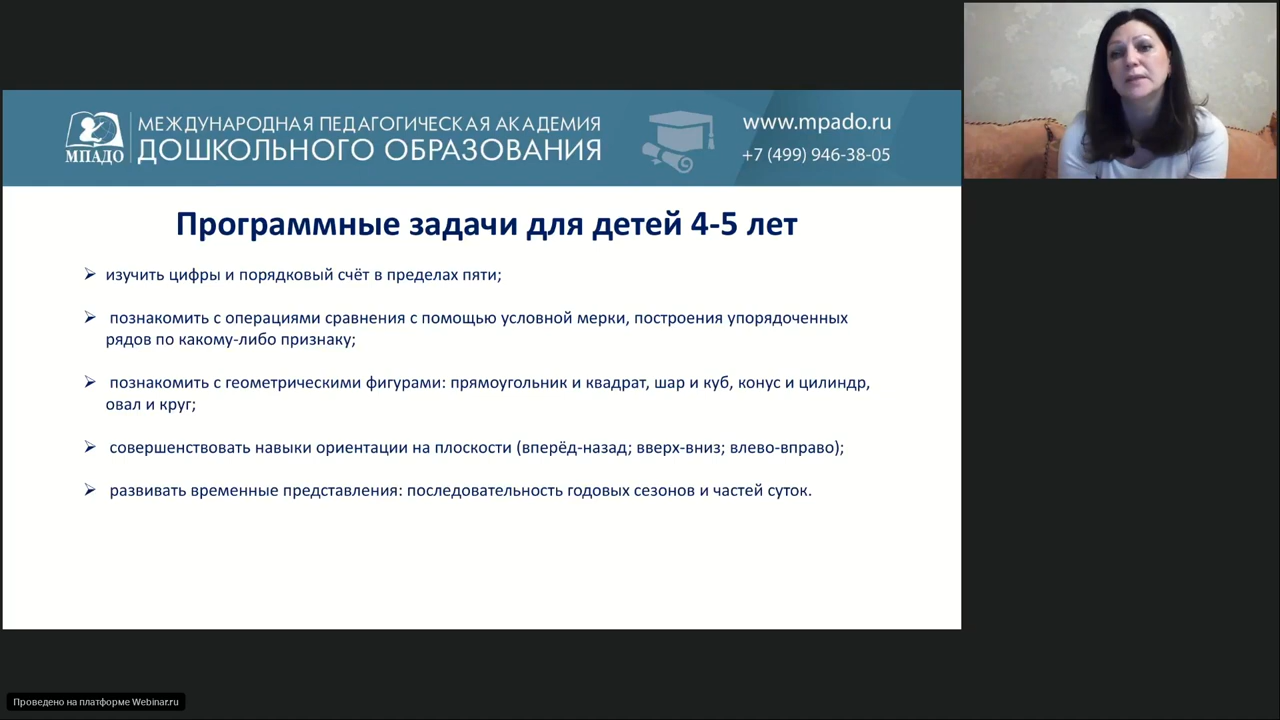 МПАДО
МЕЖДУНАРОДНАЯ ПЕДАГОГИЧЕСКАЯ АКАДЕМИЯ
ДОШКОЛЬНОГО ОБРАЗОВАНИЯ
www.mpado.ru
+7 (499) 946-38-05
Программные задачи для детей 4-5 лет
изучить цифры и порядковый счёт в пределах пяти;
познакомить с операциями сравнения с помощью условной мерки, построения упорядоченных
рядов по какому-либо признаку;
познакомить с геометрическими фигурами: прямоугольник и квадрат, шар и куб, конус и цилиндр,
овал и круг;
совершенствовать навыки ориентации на плоскости (вперёд-назад; вверх-вниз; влево-вправо);
развивать временные представления: последовательность годовых сезонов и частей суток.
Проведено на платформе Webinar.ru